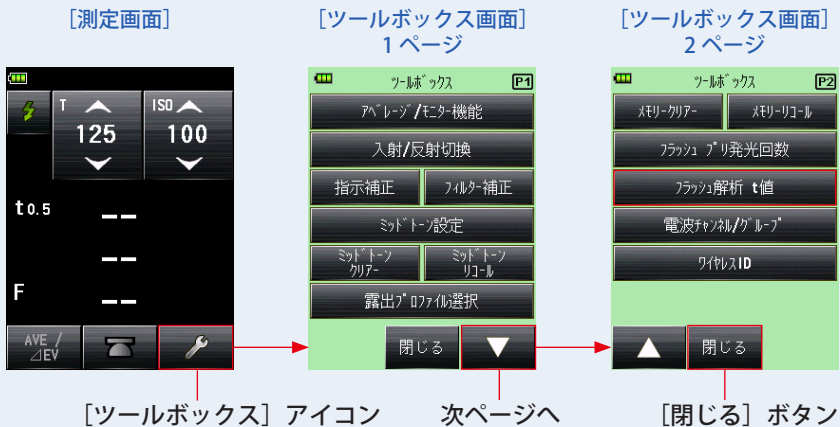 ［測定画面］
［ツールボックス画面］
1 ページ
［ツールボックス画面］
2 ページ
T
125
ISO
100
t0.5
--
--
F
--
AVE /
⊿EV
ﾂｰﾙﾎﾞｯｸｽ
P1
ｱﾍﾞﾚｰｼﾞ/ﾓﾆﾀｰ機能
入射/反射切換
指示補正
ﾌｨﾙﾀｰ補正
ﾐｯﾄﾞﾄｰﾝ設定
ﾐｯﾄﾞﾄｰﾝ
ｸﾘｱｰ
ﾐｯﾄﾞﾄｰﾝ
ﾘｺｰﾙ
露出ﾌﾟﾛﾌｧｲﾙ選択
閉じる
ﾂｰﾙﾎﾞｯｸｽ
P2
ﾒﾓﾘｰｸﾘｱｰ
ﾒﾓﾘｰﾘｺｰﾙ
ﾌﾗｯｼｭ ﾌﾟﾘ発光回数
ﾌﾗｯｼｭ解析 t値
電波ﾁｬﾝﾈﾙ/ｸﾞﾙｰﾌﾟ
ﾜｲﾔﾚｽID
閉じる
［ツールボックス］アイコン
次ページへ
［閉じる］ボタン